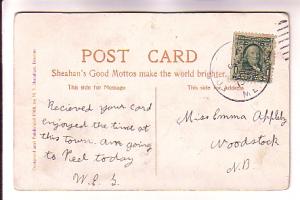 POST CARD
Sheahan's Good Mottos make the world brighter.
This side for Message
This side for Address
Recieved your card
enjoyed the time at
this town. Am going
to Peel today
W.E.S.
Miss Emma Appleby
Woodstock
N.B.